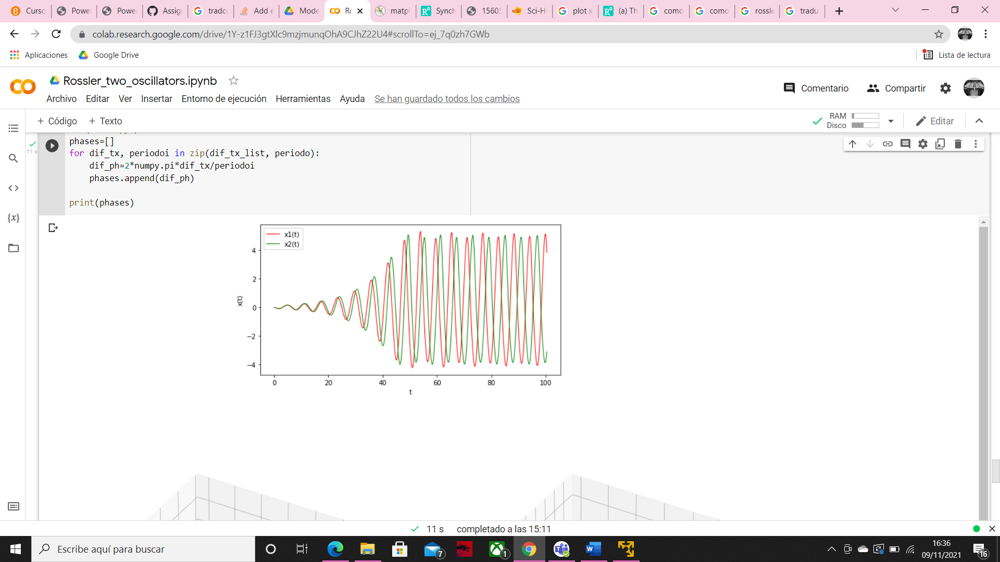 Curso
Power
Power
Assig
tradcu
Add e
Mode
Ro
matpl
Synch
15605
Sci-H
plot x
(a) Th
como
como
rossle
tradu
colab.research.google.com/drive/1Y-z1FJ3gtXlc9mzjmunqOhA9CJhZ22U4#scrollTo=ej_7q0zh7GWb
Aplicaciones
Google Drive
Lista de lectura
Rossler_two_oscillators.ipynb
Comentario
Compartir
Archivo Editar Ver Insertar Entorno de ejecución Herramientas Ayuda Se han guardado todos los cambios
+ Código + Texto
RAM
Disco
Editar
11 s
phases=[]
for dif_tx, periodoi in zip(dif_tx_list, periodo):
dif_ph=2*numpy.pi*dif_tx/periodoi
phases.append(dif_ph)
print(phases)
{x}
x1(t)
x2(t)
4
2
0
−2
−4
x(t)
0 20 40 60 80 100
t
11 s completado a las 15:11
Escribe aquí para buscar
7
1
16:36
09/11/2021
16